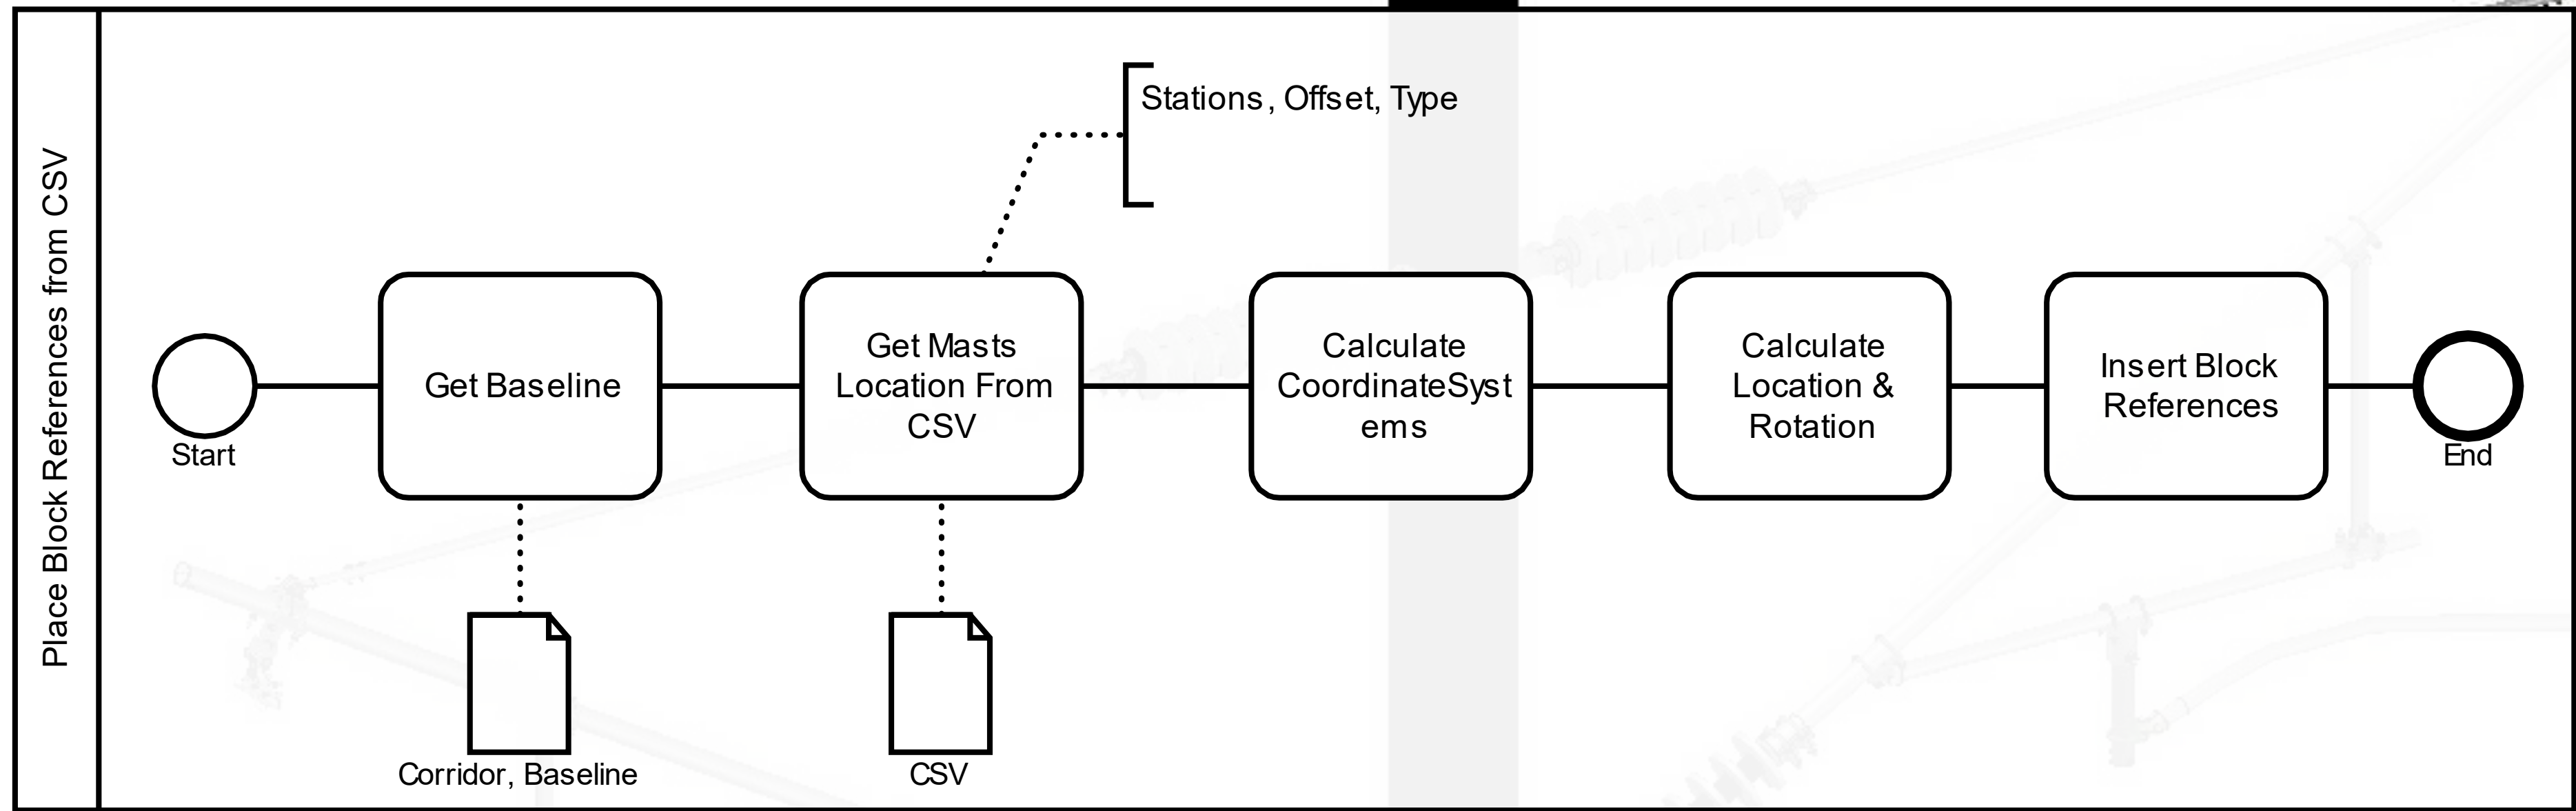 Place Block References from CSV
Stations, Offset, Type
Start
Get Baseline
Get Masts
Location From
CSV
Calculate
CoordinateSyst
ems
Calculate
Location &
Rotation
Insert Block
References
End
Corridor, Baseline
CSV